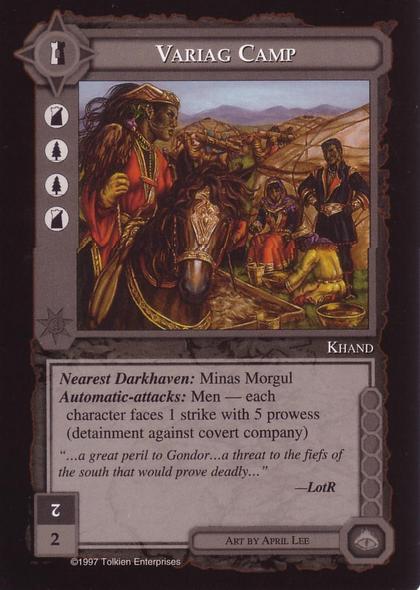 VARIAG CAMP
KHAND
Nearest Darkhaven: Minas Morgul
Automatic-attacks: Men — each
character faces 1 strike with 5 prowess
(detainment against covert company)
“...a great peril to Gondor...a threat to the fiefs of
the south that would prove deadly...”
—LotR
2
2
ART BY APRIL LEE
©1997 Tolkien Enterprises